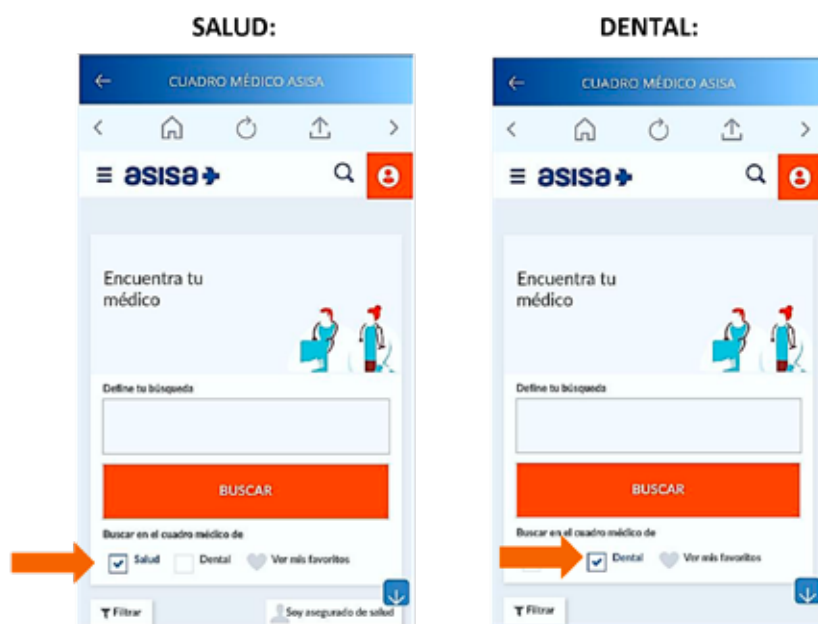 SALUD:
CUADRO MÉDICO ASISA
asisa+
Encuentra tu
médico
Define tu búsqueda
BUSCAR
Buscar en el cuadro médico de
Salud Dental Ver mis favoritos
Filtrar Soy asegurado de salud
DENTAL:
CUADRO MÉDICO ASISA
asisa+
Encuentra tu
médico
Define tu búsqueda
BUSCAR
Buscar en el cuadro médico de
Dental Ver mis favoritos
Filtrar